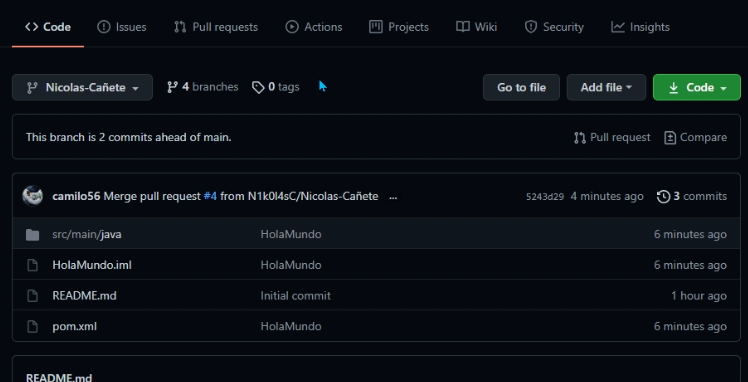 Code Issues Pull requests Actions Projects Wiki Security Insights
Nicolas-Cañete 4 branches 0 tags Go to file Add file Code
This branch is 2 commits ahead of main. Pull request Compare
camilo56 Merge pull request #4 from N1k0l4sC/Nicolas-Cañete ... 5243d29 4 minutes ago 3 commits
src/main/java HolaMundo 6 minutes ago
HolaMundo.iml HolaMundo 6 minutes ago
README.md Initial commit 1 hour ago
pom.xml HolaMundo 6 minutes ago
README.md